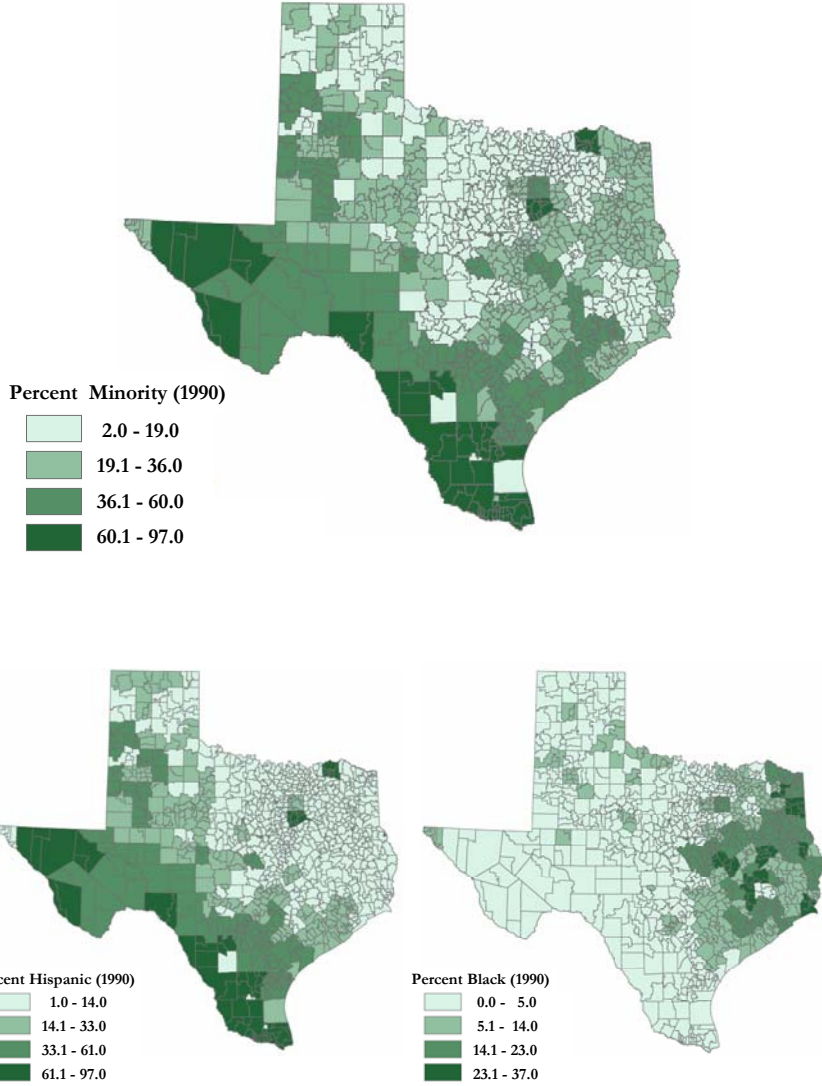 Percent Minority (1990)
2.0 - 19.0
19.1 - 36.0
36.1 - 60.0
60.1 - 97.0
cent Hispanic (1990)
1.0 - 14.0
14.1 - 33.0
33.1 - 61.0
61.1 - 97.0
Percent Black (1990)
0.0 - 5.0
5.1 - 14.0
14.1 - 23.0
23.1 - 37.0